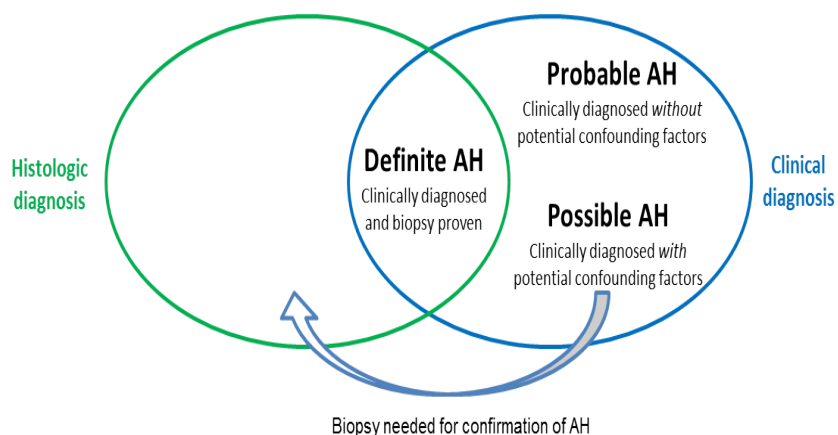 Probable AH
Clinically diagnosed without
potential confounding factors
Histologic
diagnosis
Definite AH
Clinically diagnosed
and biopsy proven
Clinical
diagnosis
Possible AH
Clinically diagnosed with
potential confounding factors
Biopsy needed for confirmation of AH